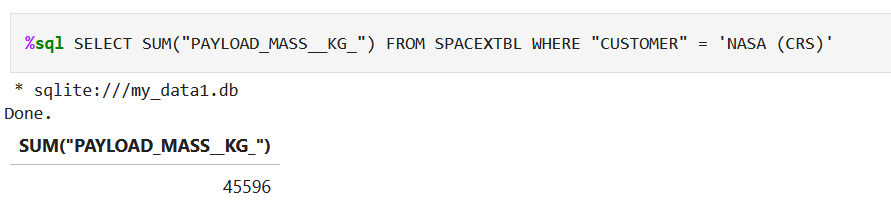 %sql SELECT SUM("PAYLOAD_MASS__KG_") FROM SPACEXTBL WHERE "CUSTOMER" = 'NASA (CRS)'
* sqlite:///my_data1.db
Done.
SUM("PAYLOAD_MASS__KG_")
45596